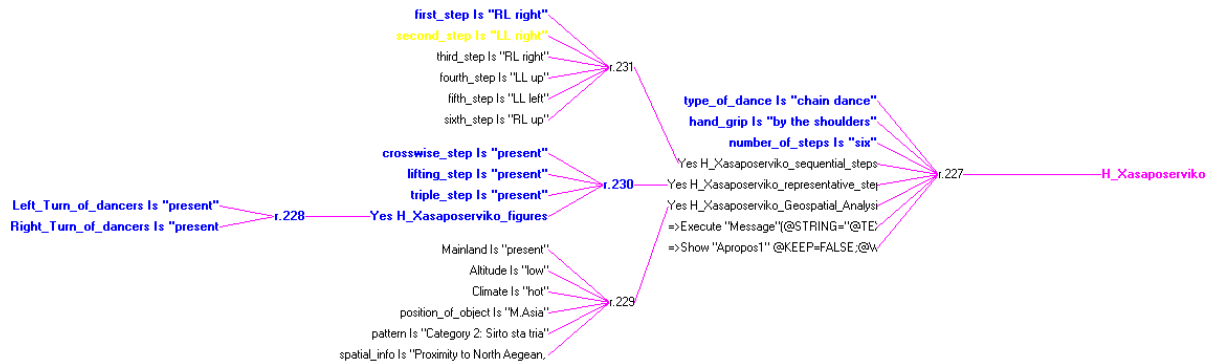 first_step Is "RL right"
second_step Is "LL right"
third_step Is "RL right"
fourth_step Is "LL up"
fifth_step Is "LL left"
sixth_step Is "RL up"
r.231
crosswise_step Is "present"
lifting_step Is "present"
triple_step Is "present"
Yes H_Xasaposerviko_figures
r.230
Left_Turn_of_dancers Is "present"
Right_Turn_of_dancers Is "present
r.228
Mainland Is "present"
Altitude Is "low"
Climate Is "hot"
position_of_object Is "M.Asia"
pattern Is "Category 2: Sirto sta tria"
spatial_info Is "Proximity to North Aegean,
r.229
type_of_dance Is "chain dance"
hand_grip Is "by the shoulders"
number_of_steps Is "six"
Yes H_Xasaposerviko_sequential_steps
Yes H_Xasaposerviko_representative_step
Yes H_Xasaposerviko_Geospatial_Analysi
=>Execute "Message"(@STRING="@TEX
=>Show "Apropos1" @KEEP=FALSE;@W
r.227
H_Xasaposerviko